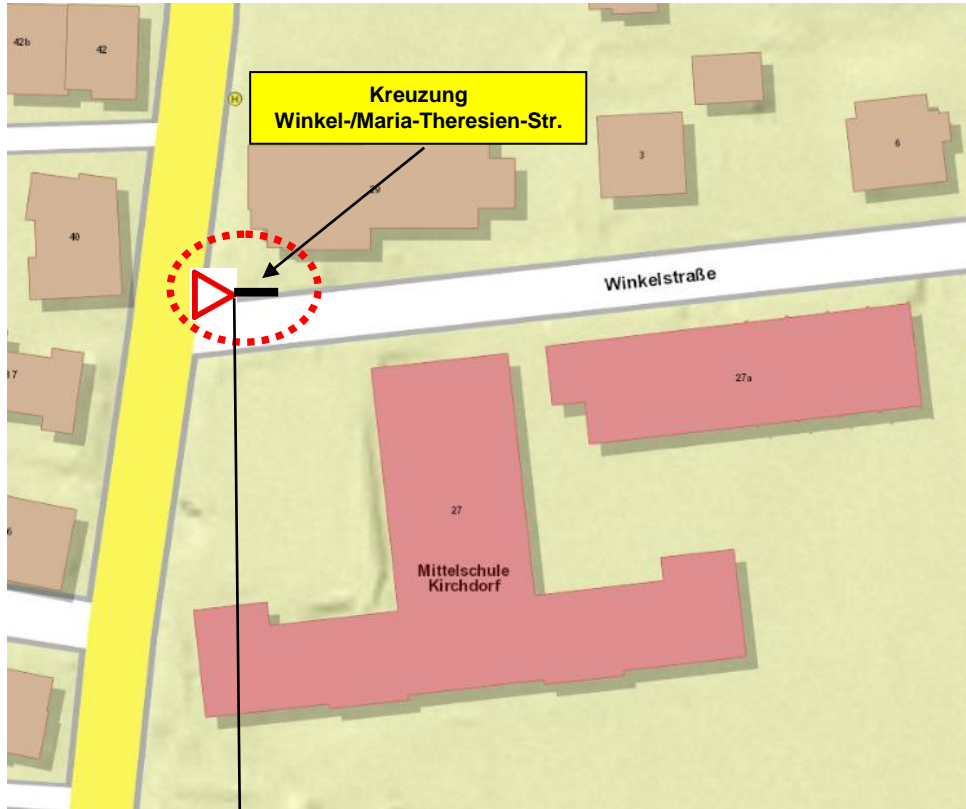 42b
42
H
Kreuzung
Winkel-/Maria-Theresien-Str.
3
6
40
Winkelstraße
27a
27
Mittelschule
Kirchdorf